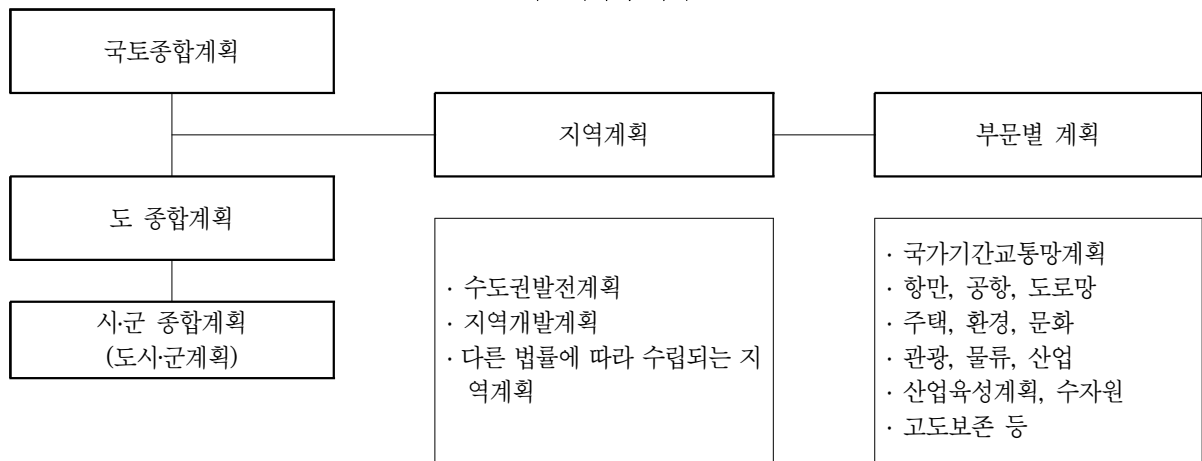 국토종합계획
지역계획
부문별 계획
도 종합계획
시·군 종합계획
(도시·군계획)
· 수도권발전계획
· 지역개발계획
· 다른 법률에 따라 수립되는 지
역계획
· 국가기간교통망계획
· 항만, 공항, 도로망
· 주택, 환경, 문화
· 관광, 물류, 산업
· 산업육성계획, 수자원
· 고도보존 등